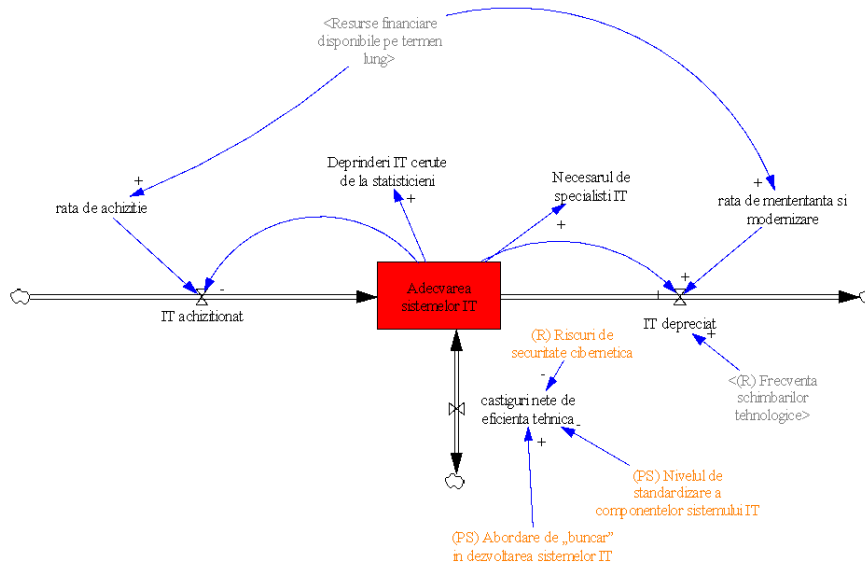 <Resurse financiare
disponibile pe termen
lung>
+
Deprinderi IT cerute
de la statisticieni
+
Necesarul de
specialisti IT
+
+
rata de achizitie
rata de mententanta si
modernizare
-
Adecvarea
sistemelor IT
+
IT achizitionat
IT depreciat
+
(R) Riscuri de
securitate cibernetica
-
<(R) Frecventa
schimbarilor
tehnologice>
castiguri nete de
eficienta tehnica
-
+
(PS) Nivelul de
standardizare a
componentelor sistemului IT
(PS) Abordare de „buncar”
in dezvoltarea sistemelor IT